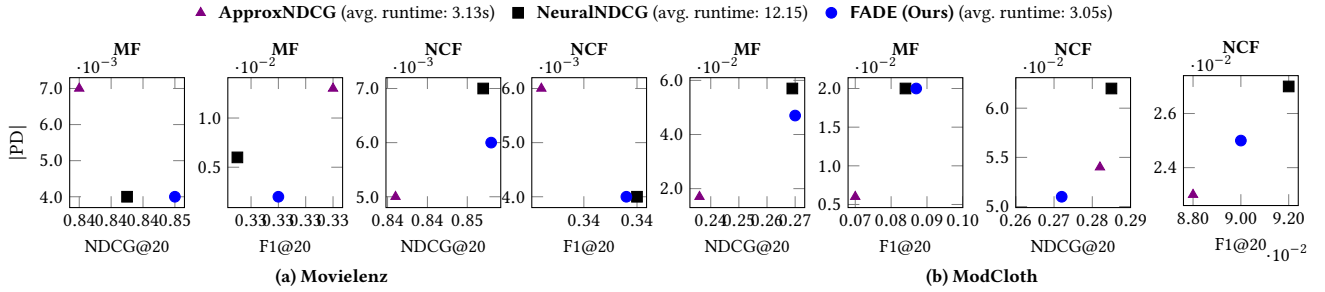 ApproxNDCG (avg. runtime: 3.13s) NeuralNDCG (avg. runtime: 12.15) FADE (Ours) (avg. runtime: 3.05s)
MF MF NCF NCF MF MF NCF NCF
·10−3 ·10−2 ·10−3 ·10−3 ·10−2 ·10−2 ·10−2 ·10−2
|PD|
7.0
6.0
5.0
4.0
0.84 0.84 0.84 0.85
NDCG@20
1.0
0.5
0.33 0.33 0.33 0.33
F1@20
7.0
6.0
5.0
0.84 0.84 0.85
NDCG@20
6.0
5.0
4.0
0.34 0.34
F1@20
6.0
4.0
2.0
0.24 0.25 0.26 0.27
NDCG@20
2.0
1.5
1.0
0.5
0.07 0.08 0.09 0.10
F1@20
6.0
5.5
5.0
0.26 0.27 0.28 0.29
NDCG@20
2.6
2.4
8.80 9.00 9.20
F1@20 ·10−2
(a) Movielenz (b) ModCloth